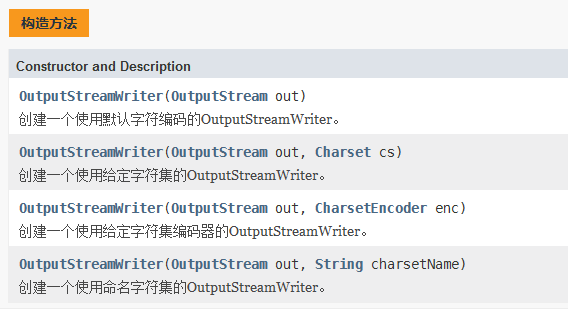 构造方法
Constructor and Description
OutputStreamWriter(OutputStream out)
创建一个使用默认字符编码的OutputStreamWriter。
OutputStreamWriter(OutputStream out, Charset cs)
创建一个使用给定字符集的OutputStreamWriter。
OutputStreamWriter(OutputStream out, CharsetEncoder enc)
创建一个使用给定字符集编码器的OutputStreamWriter。
OutputStreamWriter(OutputStream out, String charsetName)
创建一个使用命名字符集的OutputStreamWriter。